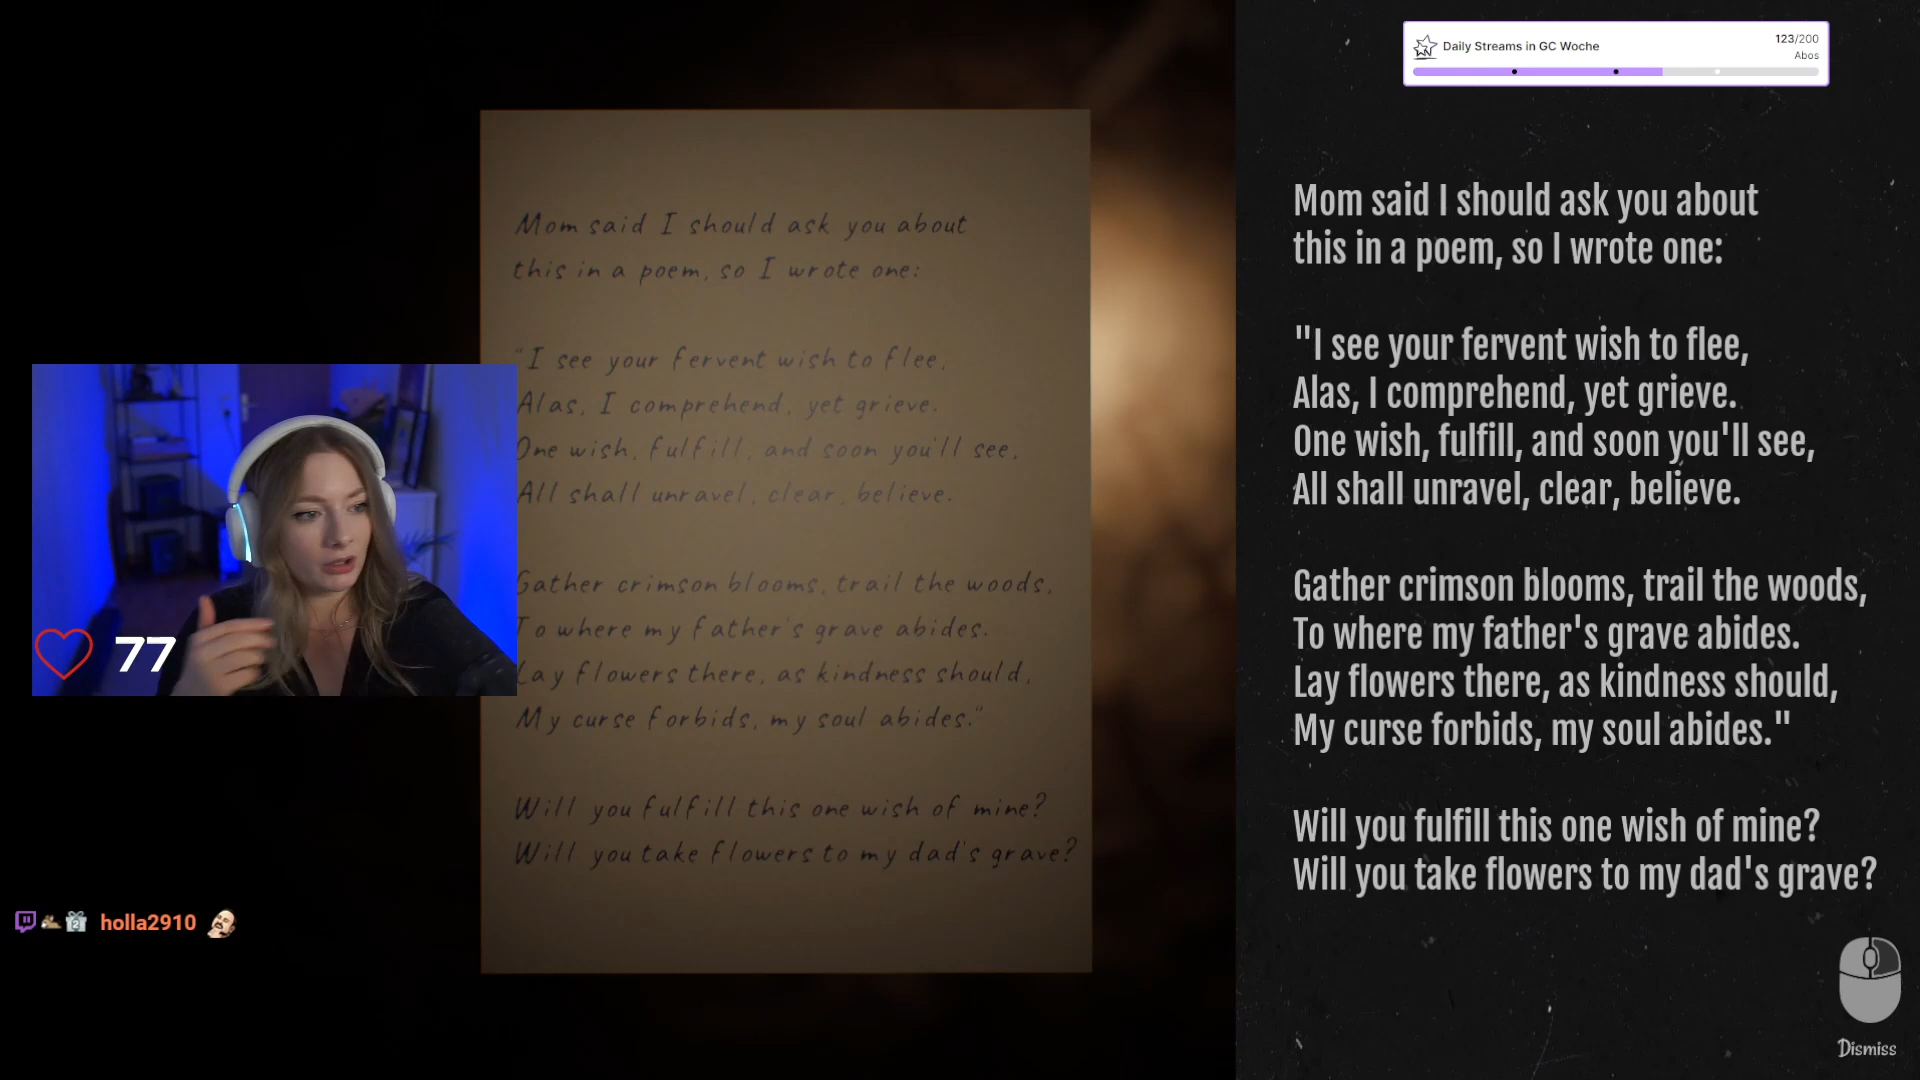 Daily Streams in GC Woche
123/200
Abos
Mom said I should ask you about
this in a poem, so I wrote one:
"I see your fervent wish to flee,
Alas, I comprehend, yet grieve.
One wish, fulfill, and soon you'll see,
All shall unravel, clear, believe.
Gather crimson blooms, trail the woods,
To where my father's grave abides.
Lay flowers there, as kindness should,
My curse forbids, my soul abides."
Will you fulfill this one wish of mine?
Will you take flowers to my dad's grave?
77
2
holla2910
Mom said I should ask you about
this in a poem, so I wrote one:
"I see your fervent wish to flee,
Alas, I comprehend, yet grieve.
One wish, fulfill, and soon you'll see,
All shall unravel, clear, believe.
Gather crimson blooms, trail the woods,
To where my father's grave abides.
Lay flowers there, as kindness should,
My curse forbids, my soul abides."
Will you fulfill this one wish of mine?
Will you take flowers to my dad's grave?
Dismiss